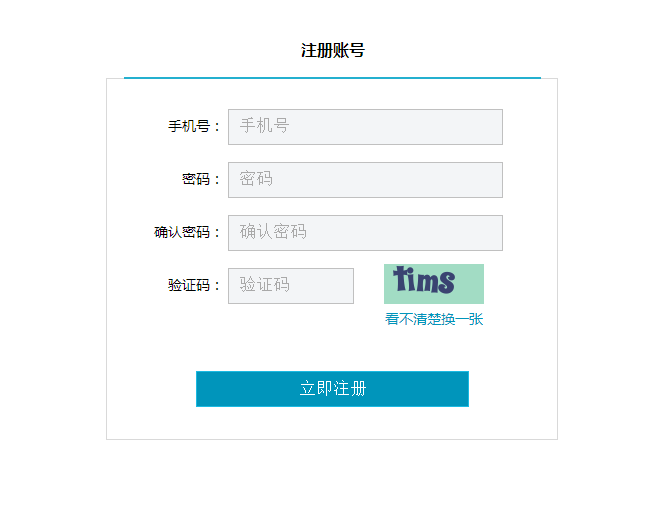 注册账号
手机号： 手机号
密码： 密码
确认密码： 确认密码
验证码： 验证码 tims
看不清楚换一张
立即注册